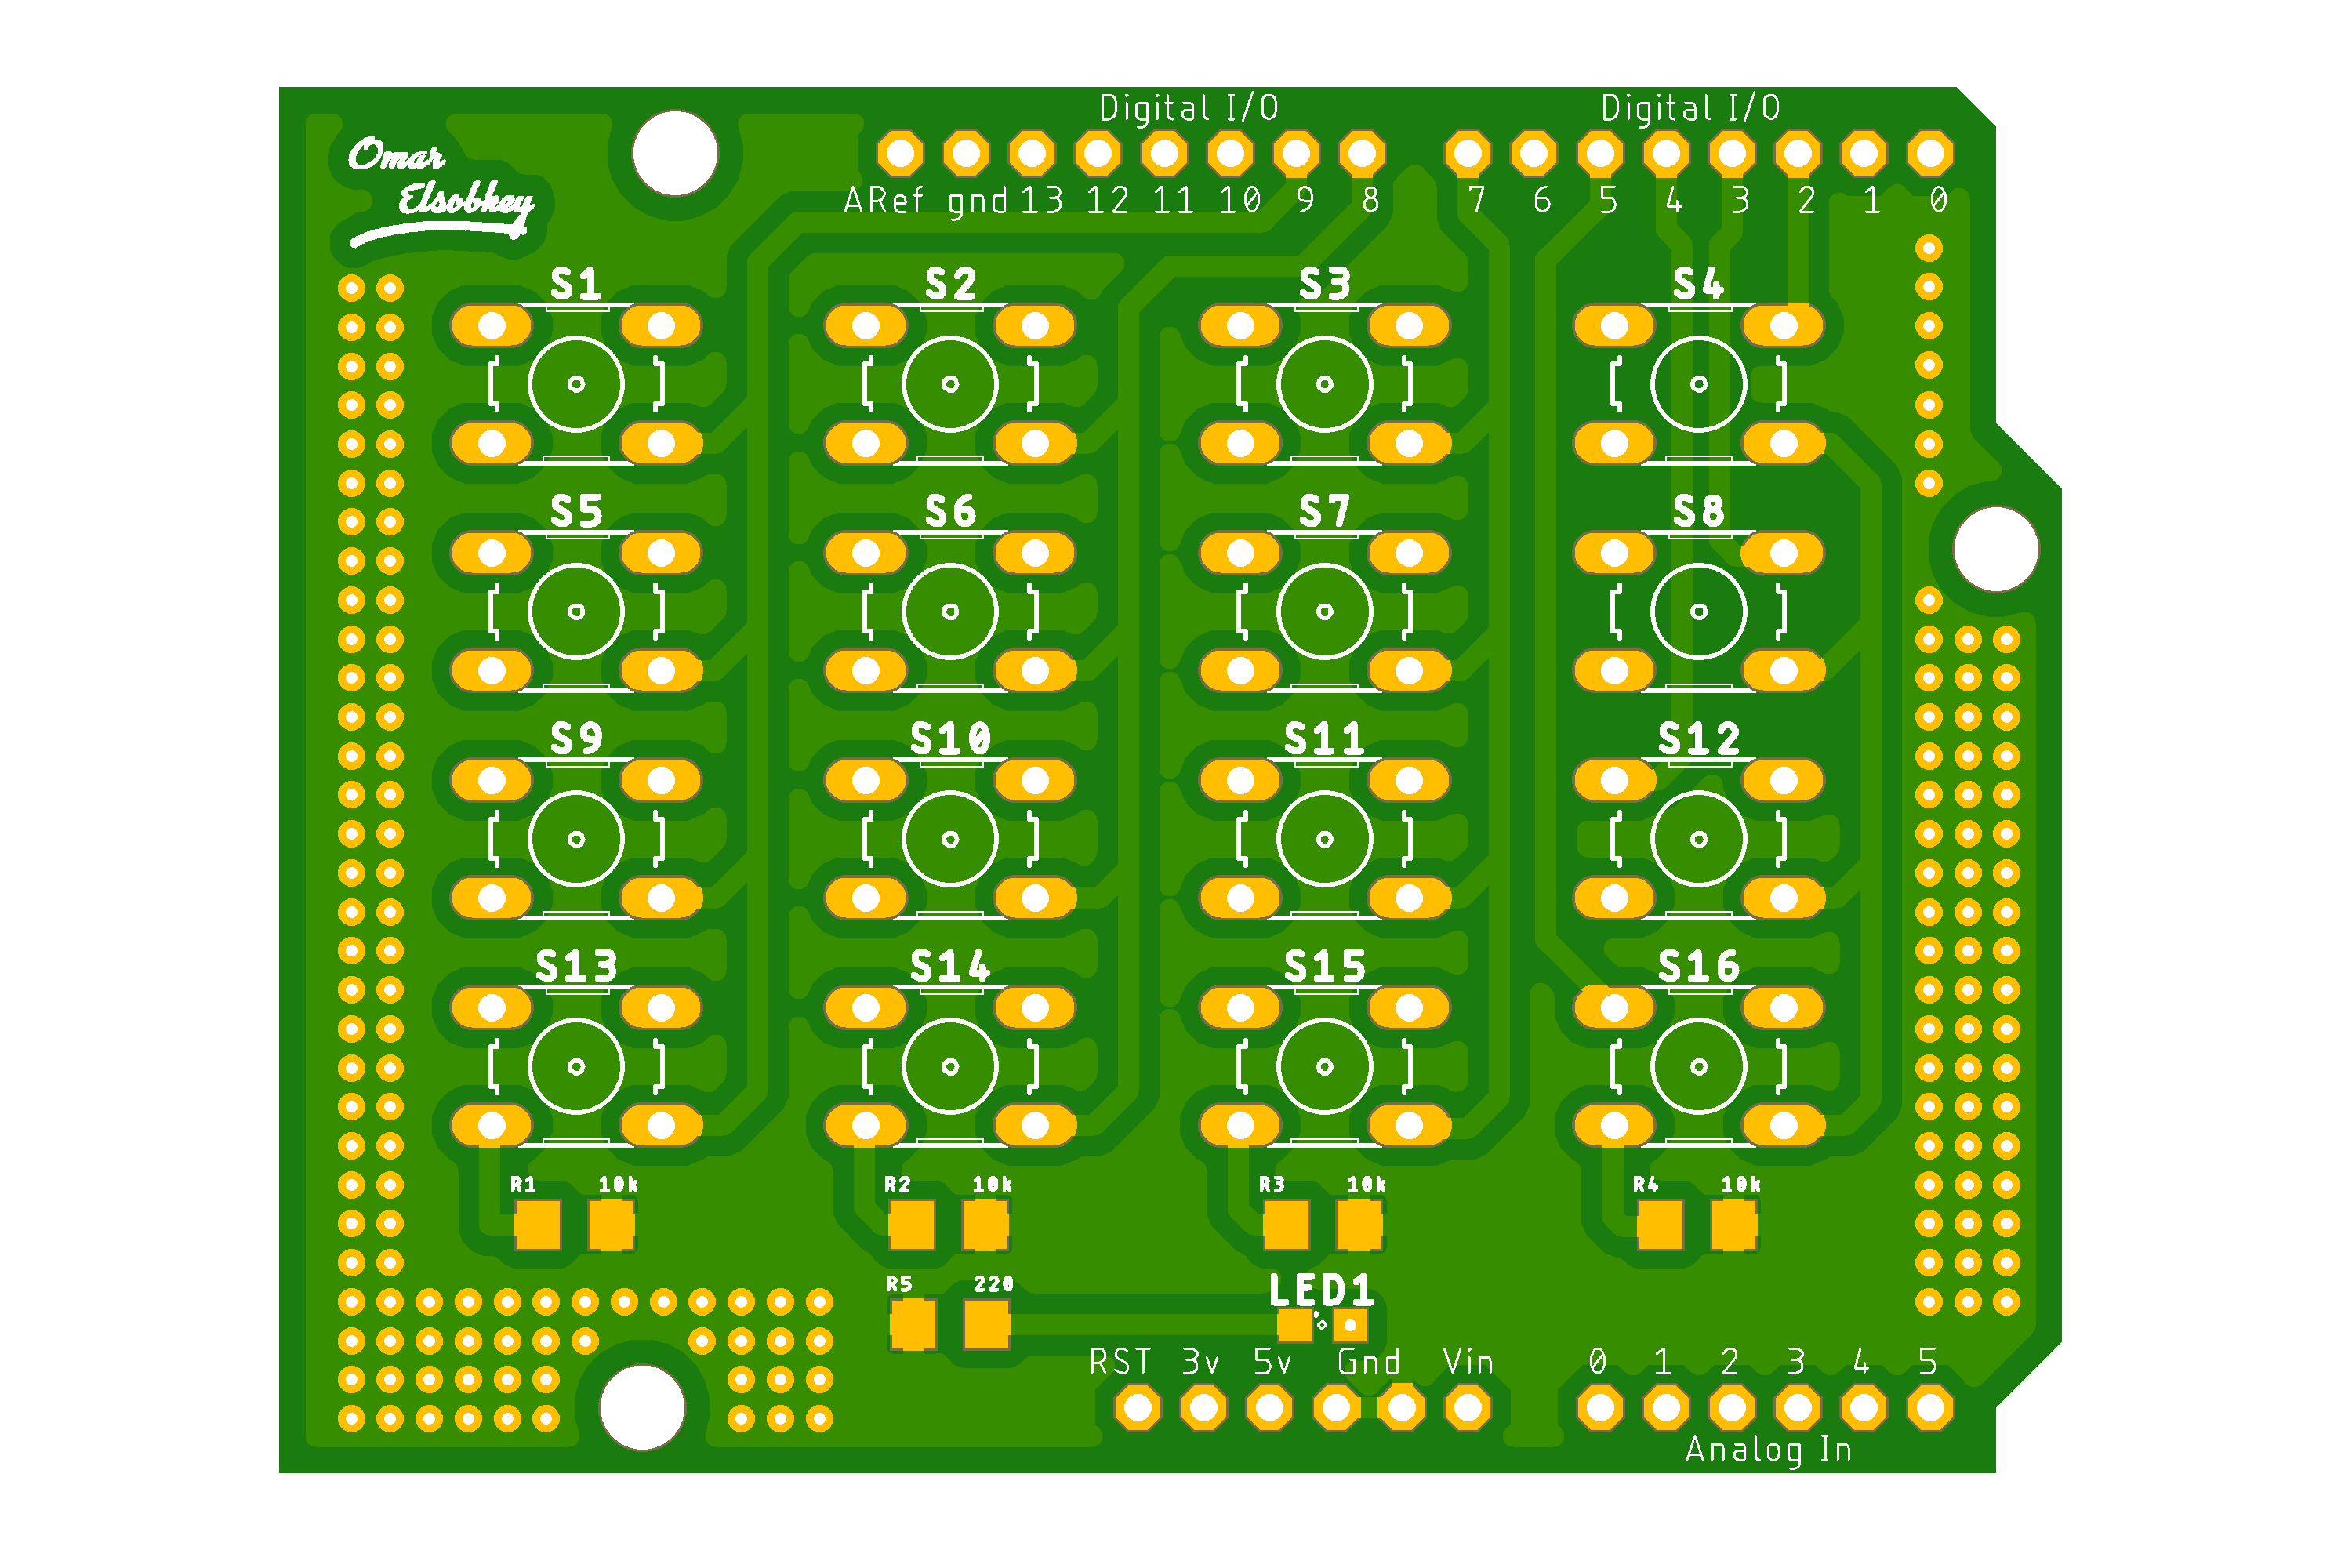 Digital I/O Digital I/O
Omar
Elsobkey
ARef gnd 13 12 11 10 9 8 7 6 5 4 3 2 1 0
S1 S2 S3 S4
S5 S6 S7 S8
S9 S10 S11 S12
S13 S14 S15 S16
R1 10k R2 10k R3 10k R4 10k
R5 220 LED1
RST 3v 5v Gnd Vin 0 1 2 3 4 5
Analog In